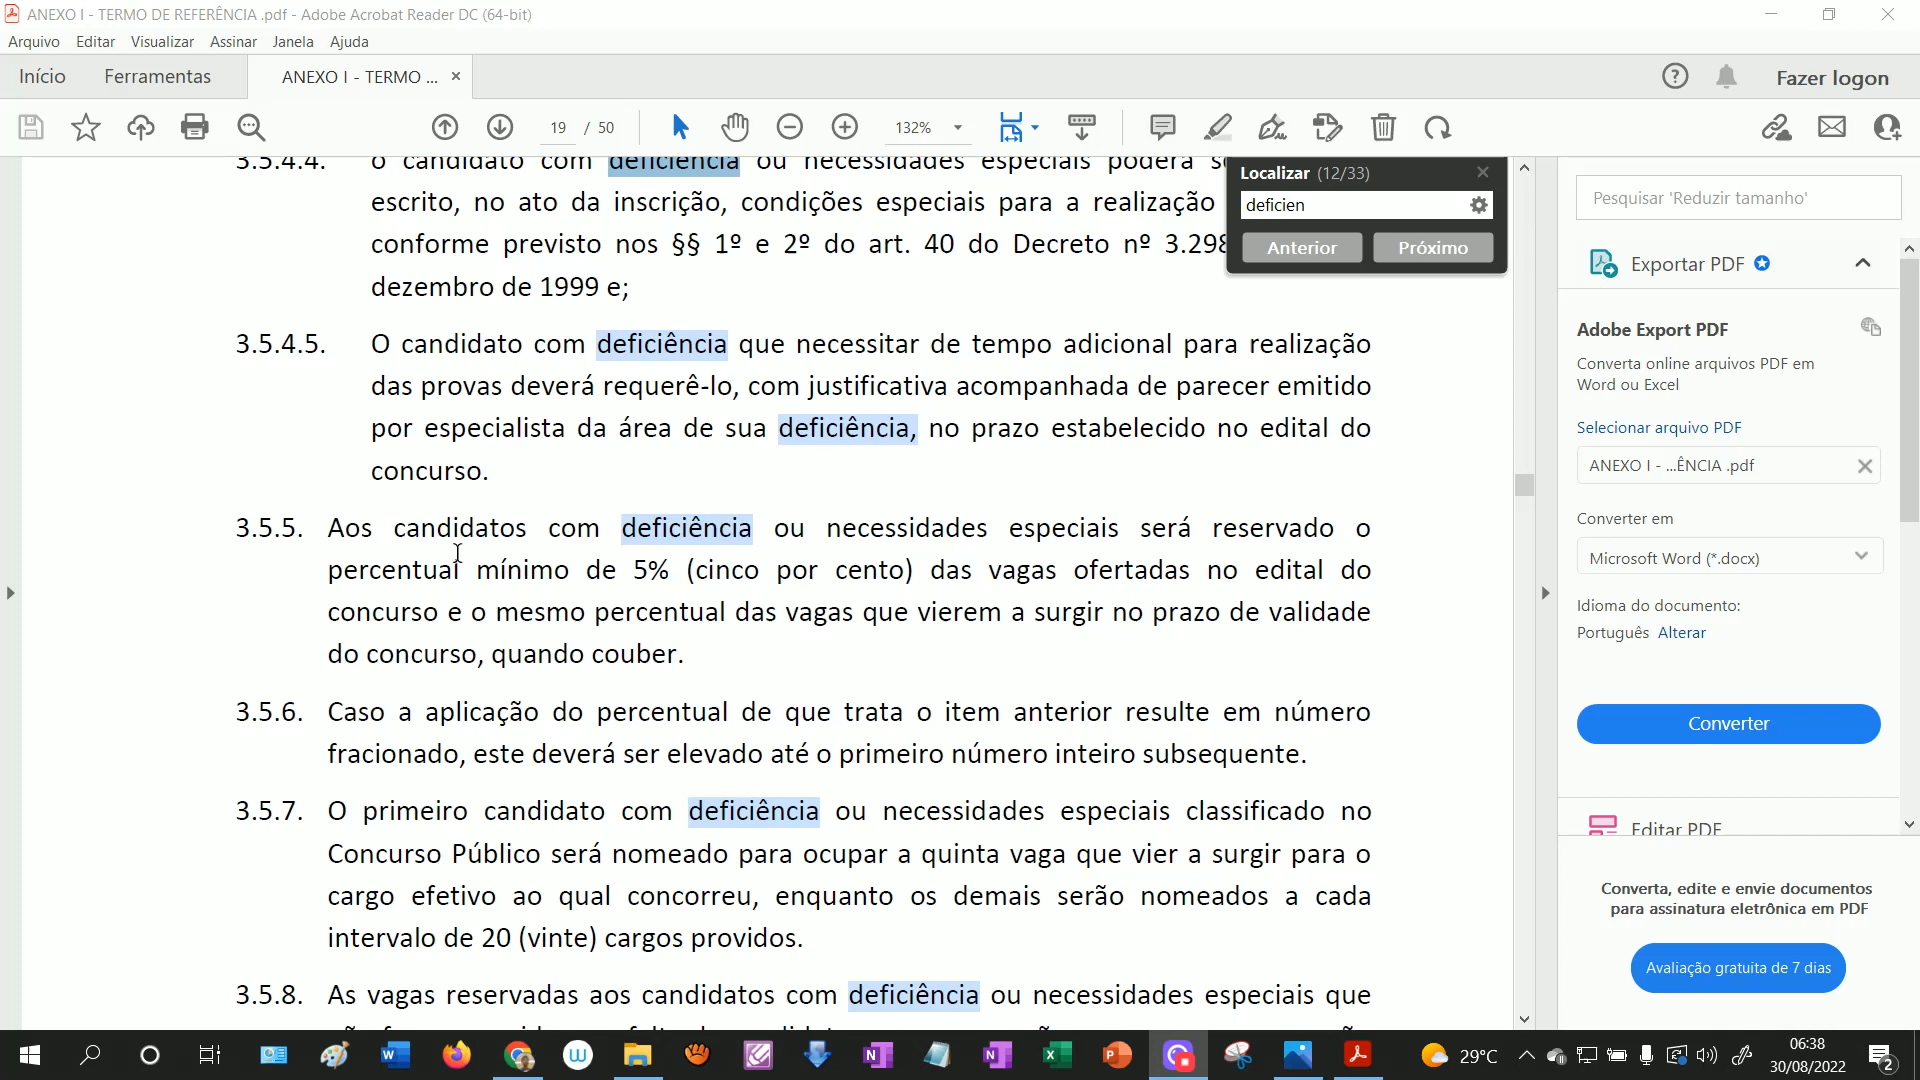 ANEXO I - TERMO DE REFERÊNCIA .pdf - Adobe Acrobat Reader DC (64-bit)
Arquivo Editar Visualizar Assinar Janela Ajuda
Início Ferramentas ANEXO I - TERMO ... × Fazer logon
19 / 50 132%
3.5.4.4. o candidato com deficiência ou necessidades especiais poderá
escrito, no ato da inscrição, condições especiais para a realização
conforme previsto nos §§ 1º e 2º do art. 40 do Decreto nº 3.298
dezembro de 1999 e;
3.5.4.5. O candidato com deficiência que necessitar de tempo adicional para realização
das provas deverá requerê-lo, com justificativa acompanhada de parecer emitido
por especialista da área de sua deficiência, no prazo estabelecido no edital do
concurso.
3.5.5. Aos candidatos com deficiência ou necessidades especiais será reservado o
percentual mínimo de 5% (cinco por cento) das vagas ofertadas no edital do
concurso e o mesmo percentual das vagas que vierem a surgir no prazo de validade
do concurso, quando couber.
3.5.6. Caso a aplicação do percentual de que trata o item anterior resulte em número
fracionado, este deverá ser elevado até o primeiro número inteiro subsequente.
3.5.7. O primeiro candidato com deficiência ou necessidades especiais classificado no
Concurso Público será nomeado para ocupar a quinta vaga que vier a surgir para o
cargo efetivo ao qual concorreu, enquanto os demais serão nomeados a cada
intervalo de 20 (vinte) cargos providos.
3.5.8. As vagas reservadas aos candidatos com deficiência ou necessidades especiais que
Localizar (12/33)
deficien
Anterior Próximo
Pesquisar 'Reduzir tamanho'
Exportar PDF
Adobe Export PDF
Converta online arquivos PDF em
Word ou Excel
Selecionar arquivo PDF
ANEXO I - ...ÊNCIA .pdf
Converter em
Microsoft Word (*.docx)
Idioma do documento:
Português Alterar
Converter
Editar PDF
Converta, edite e envie documentos
para assinatura eletrônica em PDF
Avaliação gratuita de 7 dias
29°C
06:38
30/08/2022
2